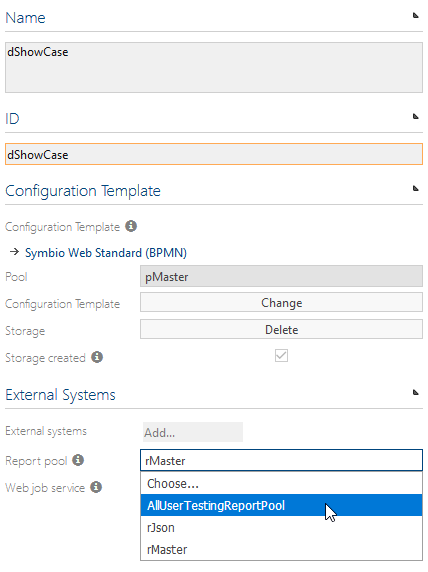 Name
dShowCase
ID
dShowCase
Configuration Template
Configuration Template
→ Symbio Web Standard (BPMN)
Pool pMaster
Configuration Template Change
Storage Delete
Storage created
External Systems
External systems Add...
Report pool rMaster
Choose...
Web job service
AllUserTestingReportPool
rJson
rMaster